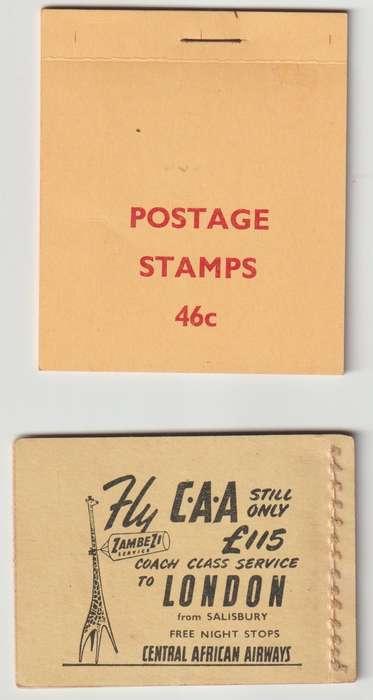 POSTAGE
STAMPS
46c
Fly C·A·A STILL ONLY
£115
ZAMBEZI
SERVICE
COACH CLASS SERVICE
TO LONDON
from SALISBURY
FREE NIGHT STOPS
CENTRAL AFRICAN AIRWAYS